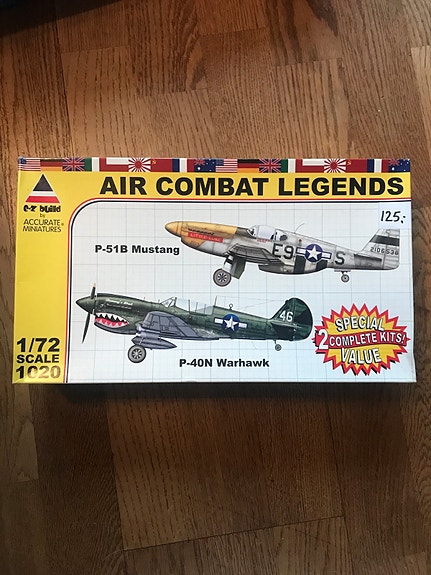 AIR COMBAT LEGENDS
125:-
e-z build
by
ACCURATE
MINIATURES
P-51B Mustang
E9 S
2106538
46
P-40N Warhawk
SPECIAL
2 COMPLETE KITS!
VALUE
1/72
SCALE
1020